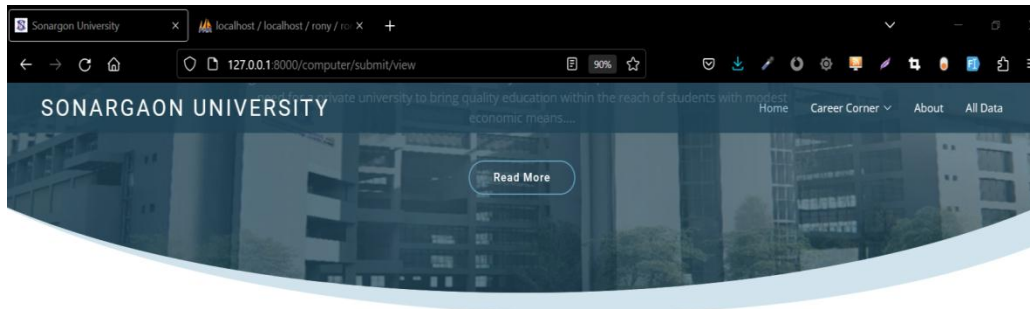 Sonargon University
localhost / localhost / rony / ro
127.0.0.1:8000/computer/submit/view
90%
need for a private university to bring quality education within the reach of students with modest
economic means....
SONARGAON UNIVERSITY
Home
Career Corner
About
All Data
Read More